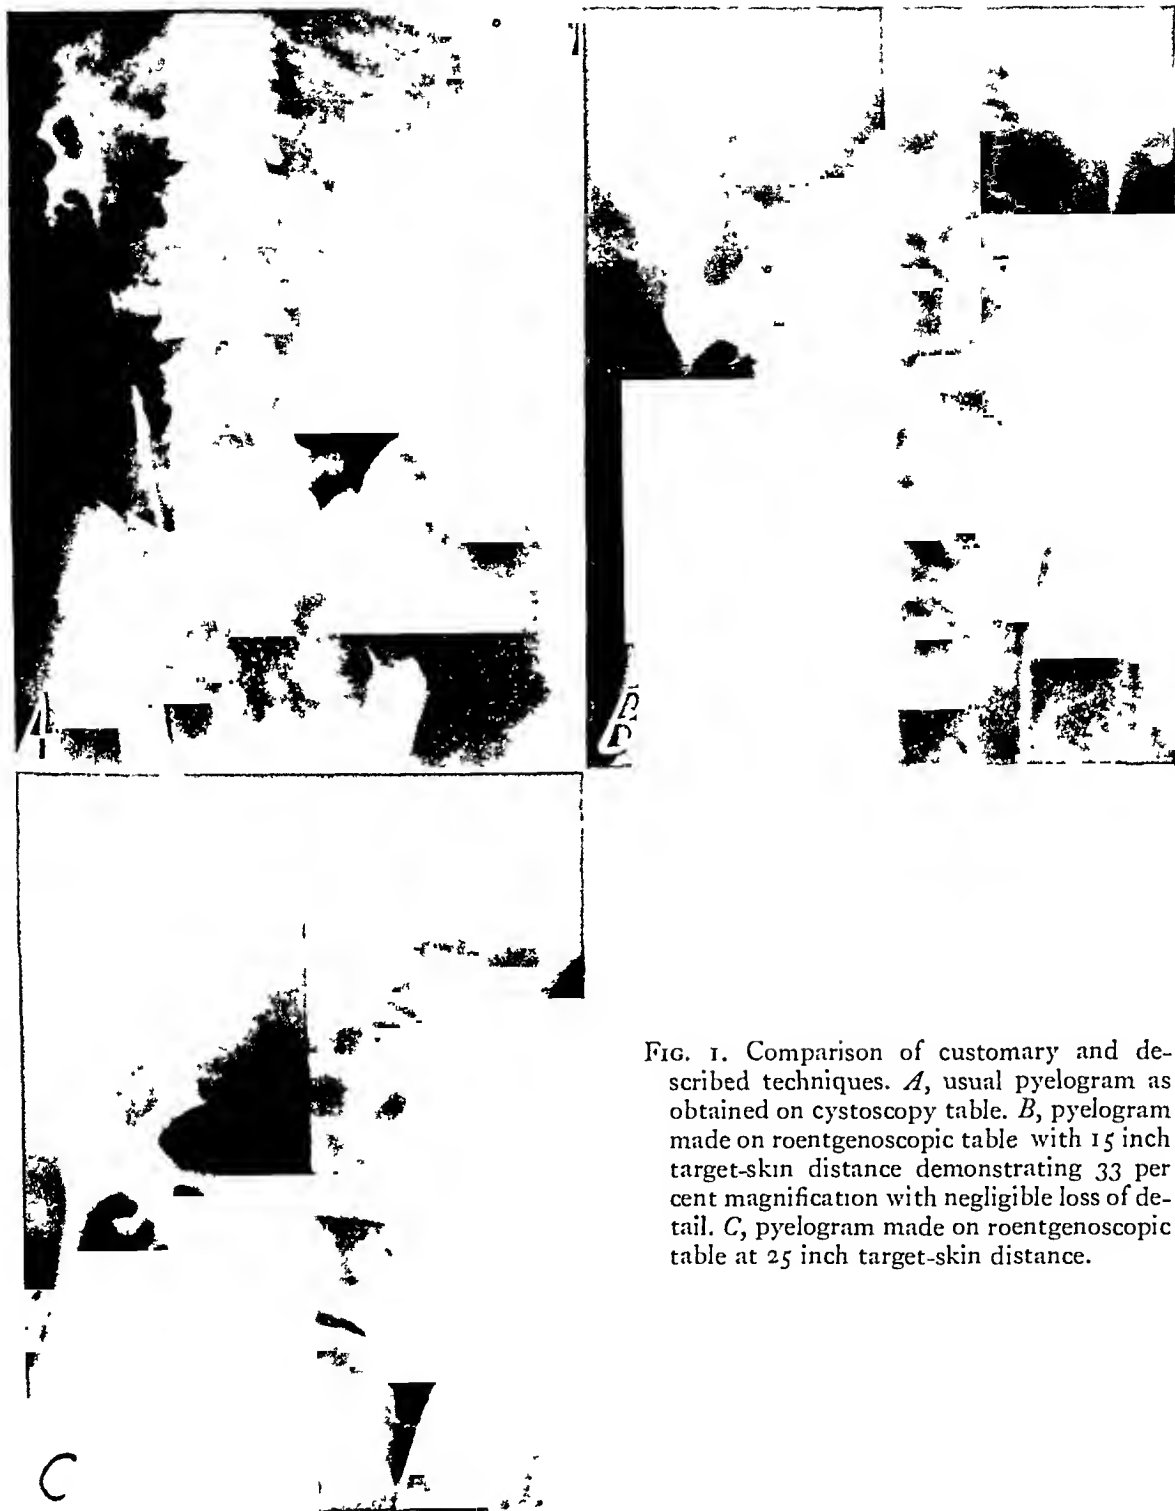 A
B
C
FIG. 1. Comparison of customary and de-
scribed techniques. A, usual pyelogram as
obtained on cystoscopy table. B, pyelogram
made on roentgenoscopic table with 15 inch
target-skin distance demonstrating 33 per
cent magnification with negligible loss of de-
tail. C, pyelogram made on roentgenoscopic
table at 25 inch target-skin distance.